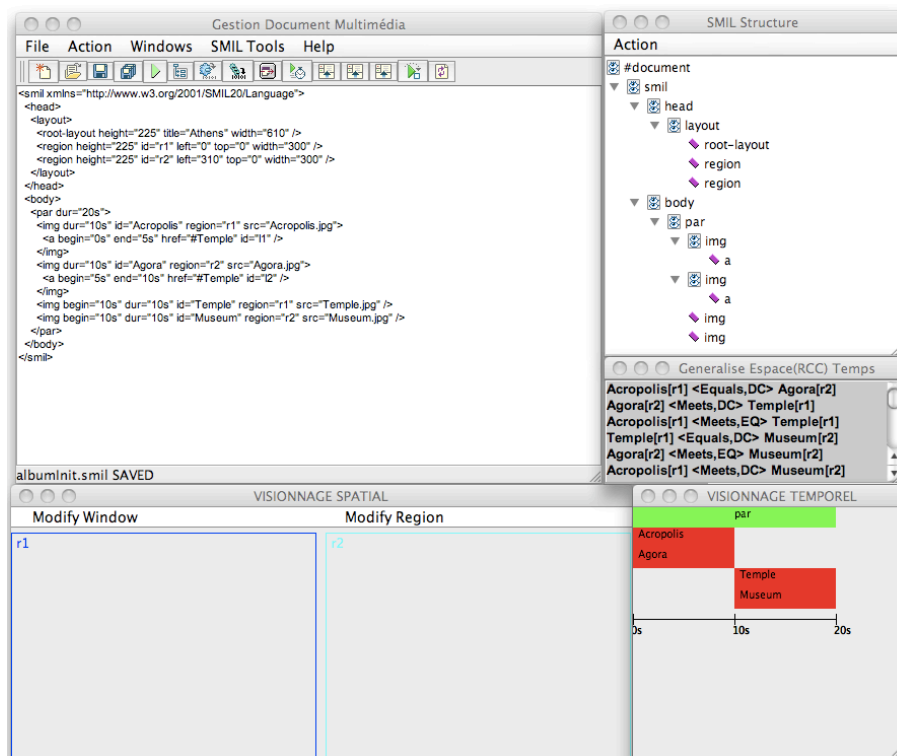 Gestion Document Multimédia
File Action Windows SMIL Tools Help
<smil xmlns="http://www.w3.org/2001/SMIL20/Language">
<head>
<layout>
<root-layout height="225" title="Athens" width="610" />
<region height="225" id="r1" left="0" top="0" width="300" />
<region height="225" id="r2" left="310" top="0" width="300" />
</layout>
</head>
<body>
<par dur="20s">
<img dur="10s" id="Acropolis" region="r1" src="Acropolis.jpg">
<a begin="0s" end="5s" href="#Temple" id="l1" />
</img>
<img dur="10s" id="Agora" region="r2" src="Agora.jpg">
<a begin="5s" end="10s" href="#Temple" id="l2" />
</img>
<img begin="10s" dur="10s" id="Temple" region="r1" src="Temple.jpg" />
<img begin="10s" dur="10s" id="Museum" region="r2" src="Museum.jpg" />
</par>
</body>
</smil>
albumInit.smil SAVED
SMIL Structure
Action
#document
smil
head
layout
root-layout
region
region
body
par
img
a
img
a
img
img
Generalise Espace(RCC) Temps
Acropolis[r1] <Equals,DC> Agora[r2]
Agora[r2] <Meets,DC> Temple[r1]
Acropolis[r1] <Meets,EQ> Temple[r1]
Temple[r1] <Equals,DC> Museum[r2]
Agora[r2] <Meets,EQ> Museum[r2]
Acropolis[r1] <Meets,DC> Museum[r2]
VISIONNAGE SPATIAL
Modify Window Modify Region
r1 r2
VISIONNAGE TEMPOREL
par
Acropolis
Agora
Temple
Museum
0s 10s 20s